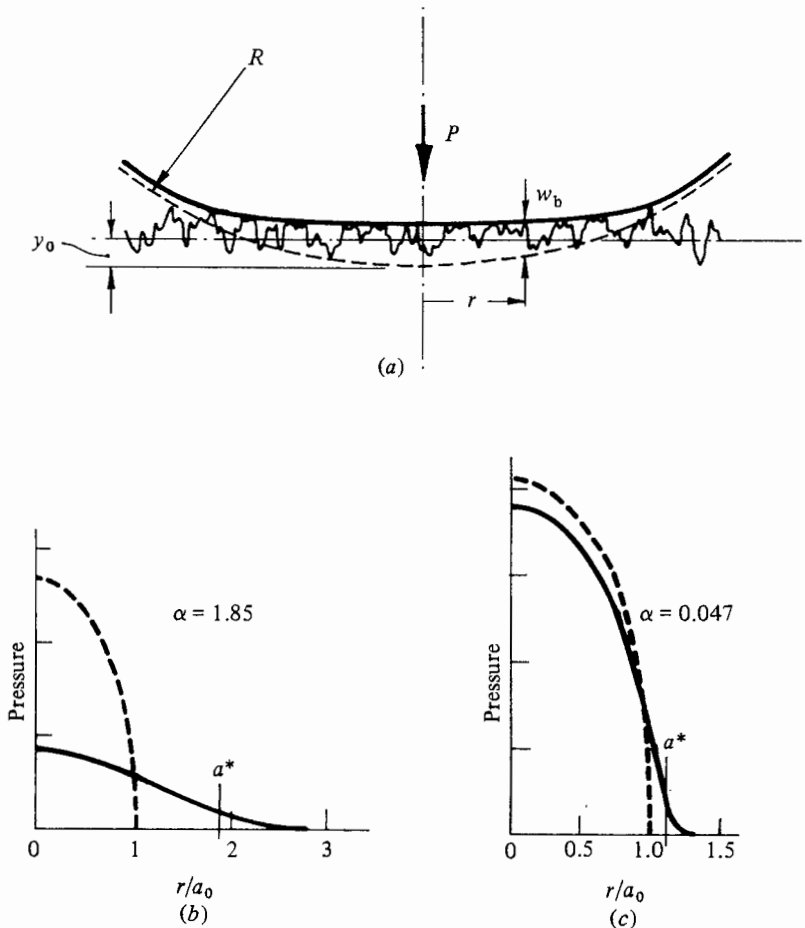 R
P
w_b
y_0
r
(a)
Pressure
α = 1.85
a*
0 1 2 3
r/a_0
(b)
Pressure
α = 0.047
a*
0 0.5 1.0 1.5
r/a_0
(c)